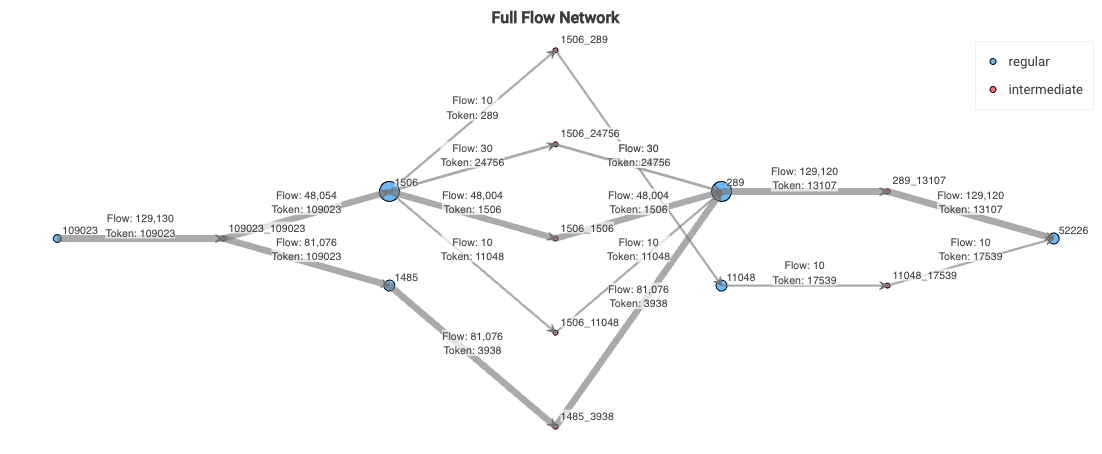 Full Flow Network
regular
intermediate
1506_289
Flow: 10
Token: 289
1506_24756
Flow: 30
Token: 24756
Flow: 30
Token: 24756
1506
289
Flow: 129,120
Token: 13107
289_13107
Flow: 48,054
Token: 109023
Flow: 48,004
Token: 1506
Flow: 48,004
Token: 1506
Flow: 129,120
Token: 13107
109023
Flow: 129,130
Token: 109023
109023_109023
1506_1506
52226
Flow: 81,076
Token: 109023
Flow: 10
Token: 11048
Flow: 10
Token: 11048
Flow: 10
Token: 17539
1485
11048
Flow: 10
Token: 17539
11048_17539
Flow: 81,076
Token: 3938
1506_11048
Flow: 81,076
Token: 3938
1485_3938